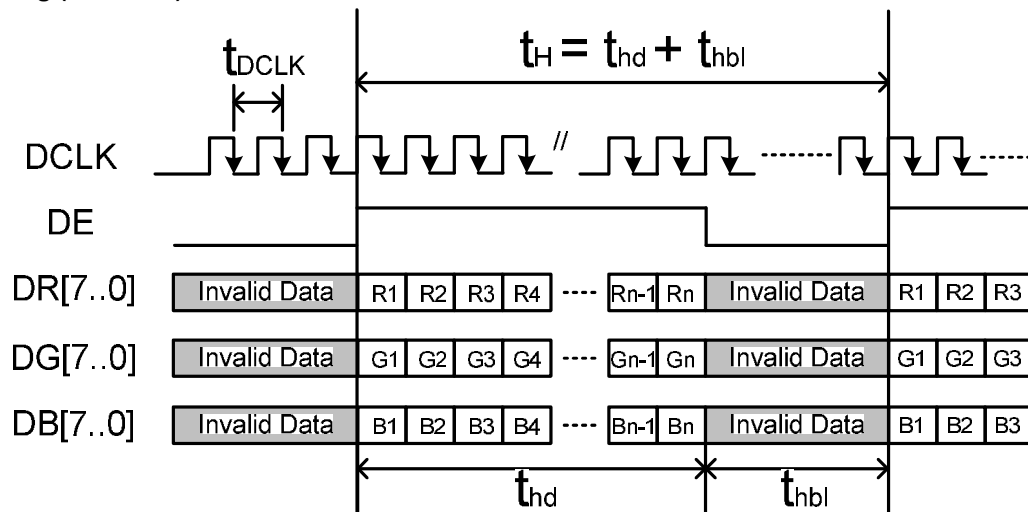 tDCLK
tH = thd + thbl
DCLK // ........ ......
DE
DR[7..0] Invalid Data R1 R2 R3 R4 ---- Rn-1 Rn Invalid Data R1 R2 R3
DG[7..0] Invalid Data G1 G2 G3 G4 ---- Gn-1 Gn Invalid Data G1 G2 G3
DB[7..0] Invalid Data B1 B2 B3 B4 ---- Bn-1 Bn Invalid Data B1 B2 B3
thd thbl